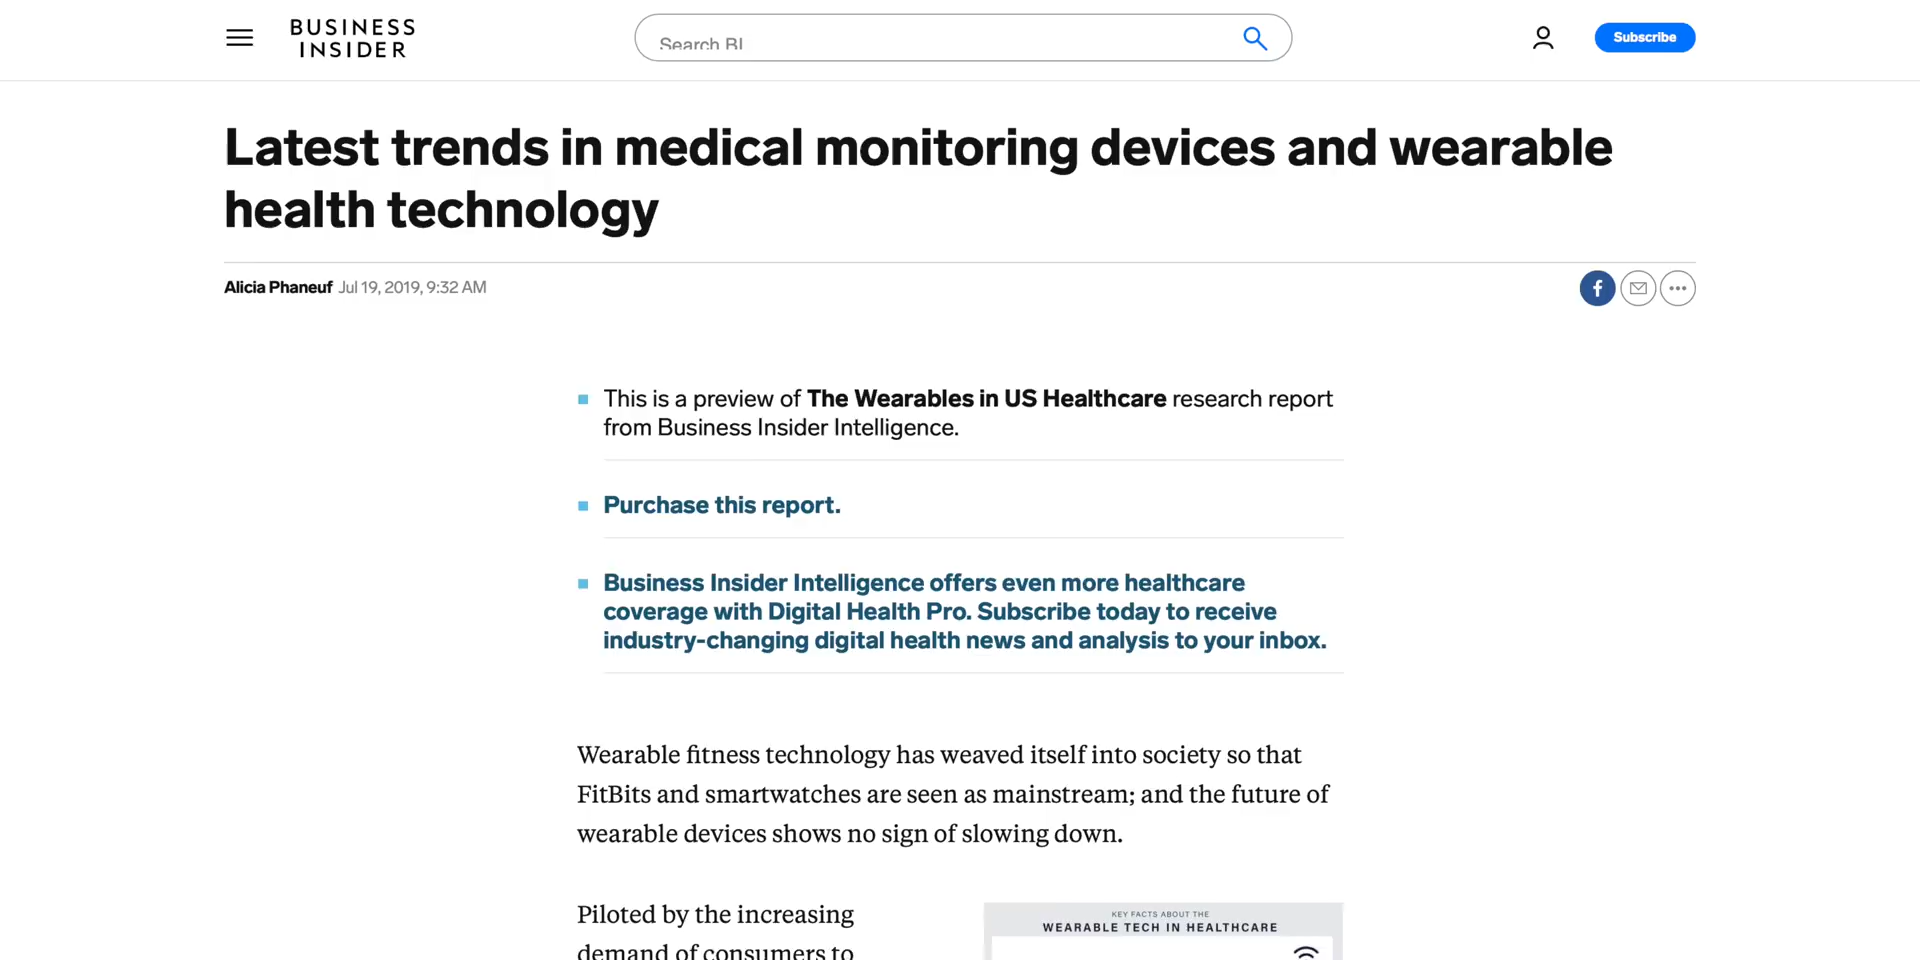 BUSINESS
INSIDER
Search BI
Subscribe
Latest trends in medical monitoring devices and wearable
health technology
Alicia Phaneuf Jul 19, 2019, 9:32 AM
This is a preview of The Wearables in US Healthcare research report
from Business Insider Intelligence.
Purchase this report.
Business Insider Intelligence offers even more healthcare
coverage with Digital Health Pro. Subscribe today to receive
industry-changing digital health news and analysis to your inbox.
Wearable fitness technology has weaved itself into society so that
FitBits and smartwatches are seen as mainstream; and the future of
wearable devices shows no sign of slowing down.
Piloted by the increasing
demand of consumers to
KEY FACTS ABOUT THE
WEARABLE TECH IN HEALTHCARE